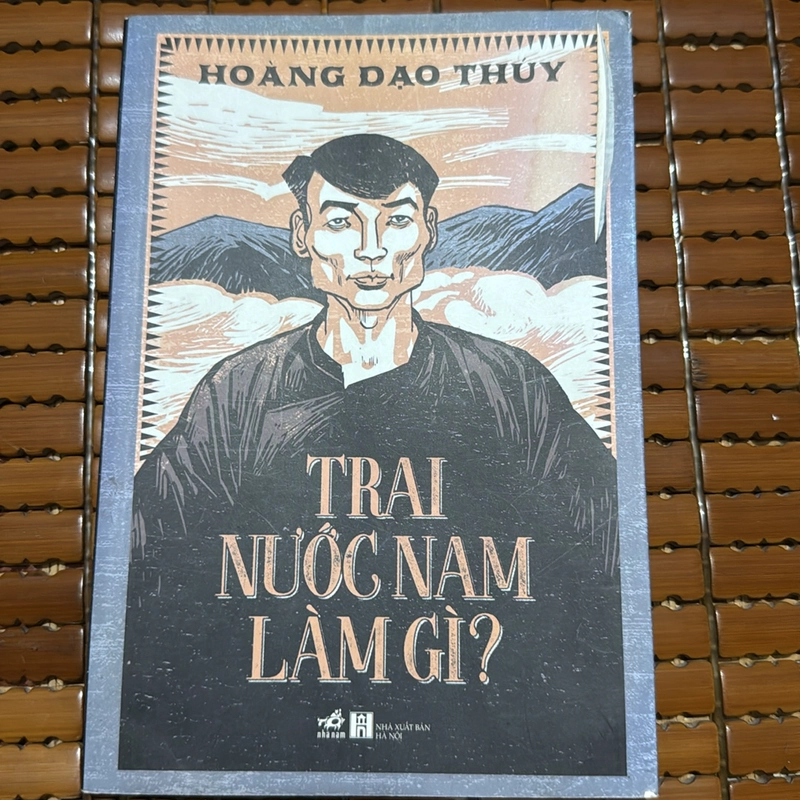 HOÀNG ĐẠO THÚY
TRAI
NƯỚC NAM
LÀM GÌ?
nhã nam
NHÀ XUẤT BẢN
HÀ NỘI